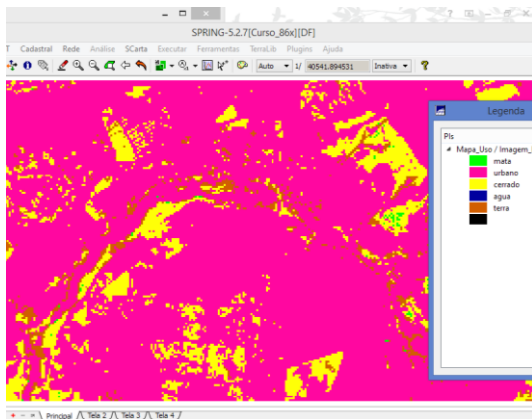 SPRING-5.2.7[Curso_86x][DF]
T Cadastral Rede Análise SCarta Executar Ferramentas TerraLib Plugins Ajuda
Auto 1/ 40541.894531 Inativa
Legenda
PIs
Mapa_Uso / Imagem_
mata
urbano
cerrado
agua
terra
Principal Tela 2 Tela 3 Tela 4